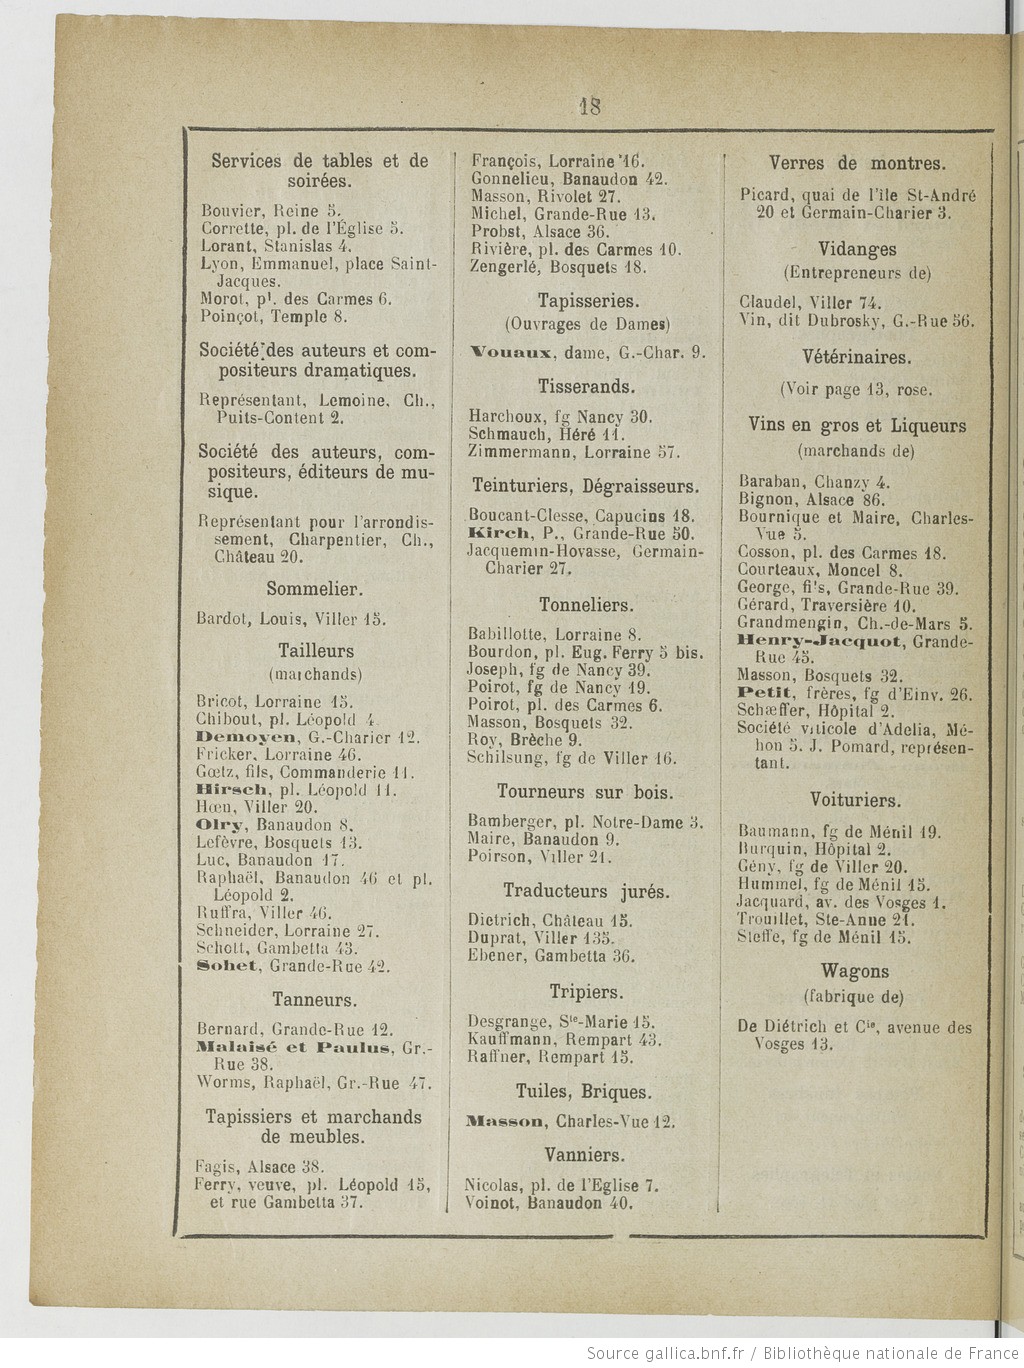 18
Services de tables et de
soirées.
Bouvier, Reine 5.
Corrette, pl. de l'Église 5.
Lorant, Stanislas 4.
Lyon, Emmanuel, place Saint-
Jacques.
Morot, pl. des Carmes 6.
Poinçot, Temple 8.
Société des auteurs et com-
positeurs dramatiques.
Représentant, Lemoine, Ch.,
Puits-Content 2.
Société des auteurs, com-
positeurs, éditeurs de mu-
sique.
Représentant pour l'arrondis-
sement, Charpentier, Ch.,
Château 20.
Sommelier.
Bardot, Louis, Viller 15.
Tailleurs
(marchands)
Bricot, Lorraine 15.
Chibout, pl. Léopold 4.
Demoyen, G.-Charier 12.
Fricker, Lorraine 46.
Gœtz, fils, Commanderie 11.
Hirsch, pl. Léopold 11.
Hœn, Viller 20.
Olry, Banaudon 8.
Lefèvre, Bosquets 13.
Luc, Banaudon 17.
Raphaël, Banaudon 46 et pl.
Léopold 2.
Ruffra, Viller 46.
Schneider, Lorraine 27.
Schott, Gambetta 43.
Sohet, Grande-Rue 42.
Tanneurs.
Bernard, Grande-Rue 12.
Malaisé et Paulus, Gr.-
Rue 38.
Worms, Raphaël, Gr.-Rue 47.
Tapissiers et marchands
de meubles.
Fagis, Alsace 38.
Ferry, veuve, pl. Léopold 15,
et rue Gambetta 37.
François, Lorraine 16.
Gonnelieu, Banaudon 42.
Masson, Rivolet 27.
Michel, Grande-Rue 13.
Probst, Alsace 36.
Rivière, pl. des Carmes 10.
Zengerlé, Bosquets 18.
Tapisseries.
(Ouvrages de Dames)
Vouaux, dame, G.-Char. 9.
Tisserands.
Harchoux, fg Nancy 30.
Schmauch, Héré 11.
Zimmermann, Lorraine 57.
Teinturiers, Dégraisseurs.
Boucant-Clesse, Capucins 18.
Kirch, P., Grande-Rue 50.
Jacquemin-Hovasse, Germain-
Charier 27.
Tonneliers.
Babillotte, Lorraine 8.
Bourdon, pl. Eug. Ferry 5 bis.
Joseph, fg de Nancy 39.
Poirot, fg de Nancy 19.
Poirot, pl. des Carmes 6.
Masson, Bosquets 32.
Roy, Brèche 9.
Schilsung, fg de Viller 16.
Tourneurs sur bois.
Bamberger, pl. Notre-Dame 3.
Maire, Banaudon 9.
Poirson, Viller 21.
Traducteurs jurés.
Dietrich, Château 15.
Duprat, Viller 135.
Ebener, Gambetta 36.
Tripiers.
Desgrange, Ste-Marie 15.
Kauffmann, Rempart 43.
Raffner, Rempart 15.
Tuiles, Briques.
Masson, Charles-Vue 12.
Vanniers.
Nicolas, pl. de l'Eglise 7.
Voinot, Banaudon 40.
Verres de montres.
Picard, quai de l'île St-André
20 et Germain-Charier 3.
Vidanges
(Entrepreneurs de)
Claudel, Viller 74.
Vin, dit Dubrosky, G.-Rue 56.
Vétérinaires.
(Voir page 13, rose.
Vins en gros et Liqueurs
(marchands de)
Baraban, Chanzy 4.
Bignon, Alsace 86.
Bournique et Maire, Charles-
Vue 5.
Cosson, pl. des Carmes 18.
Courteaux, Moncel 8.
George, fils, Grande-Rue 39.
Gérard, Traversière 10.
Grandmengin, Ch.-de-Mars 5.
Henry-Jacquot, Grande-
Rue 45.
Masson, Bosquets 32.
Petit, frères, fg d'Einv. 26.
Schæffer, Hôpital 2.
Société viticole d'Adelia, Mé-
hon 5. J. Pomard, représen-
tant.
Voituriers.
Baumann, fg de Ménil 19.
Burquin, Hôpital 2.
Gény, fg de Viller 20.
Hummel, fg de Ménil 15.
Jacquard, av. des Vosges 1.
Trouillet, Ste-Anne 21.
Steffe, fg de Ménil 15.
Wagons
(fabrique de)
De Diétrich et Cie, avenue des
Vosges 13.
Source gallica.bnf.fr / Bibliothèque nationale de France